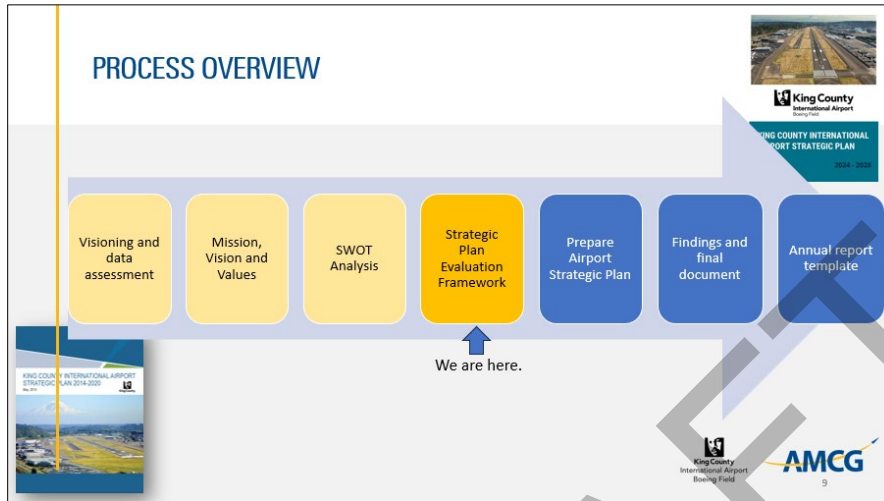 PROCESS OVERVIEW
King County
International Airport
Boeing Field
KING COUNTY INTERNATIONAL
AIRPORT STRATEGIC PLAN
2024 - 2028
Visioning and
data
assessment
Mission,
Vision and
Values
SWOT
Analysis
Strategic
Plan
Evaluation
Framework
Prepare
Airport
Strategic Plan
Findings and
final
document
Annual report
template
We are here.
KING COUNTY INTERNATIONAL AIRPORT
STRATEGIC PLAN 2014-2020
King County
King County
International Airport
Boeing Field
AMCG
9